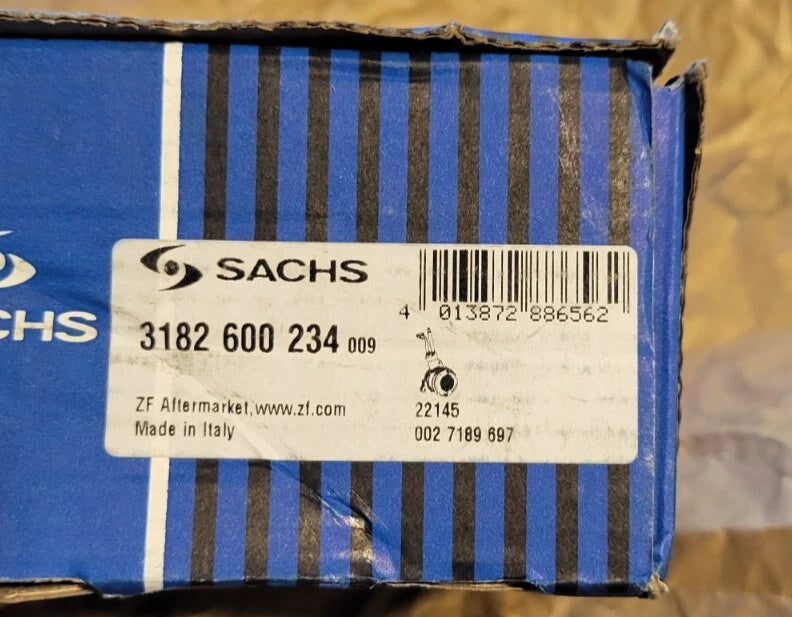 CHS
SACHS
3182 600 234 009
ZF Aftermarket, www.zf.com
Made in Italy
4 013872 886562
22145
002 7189 697